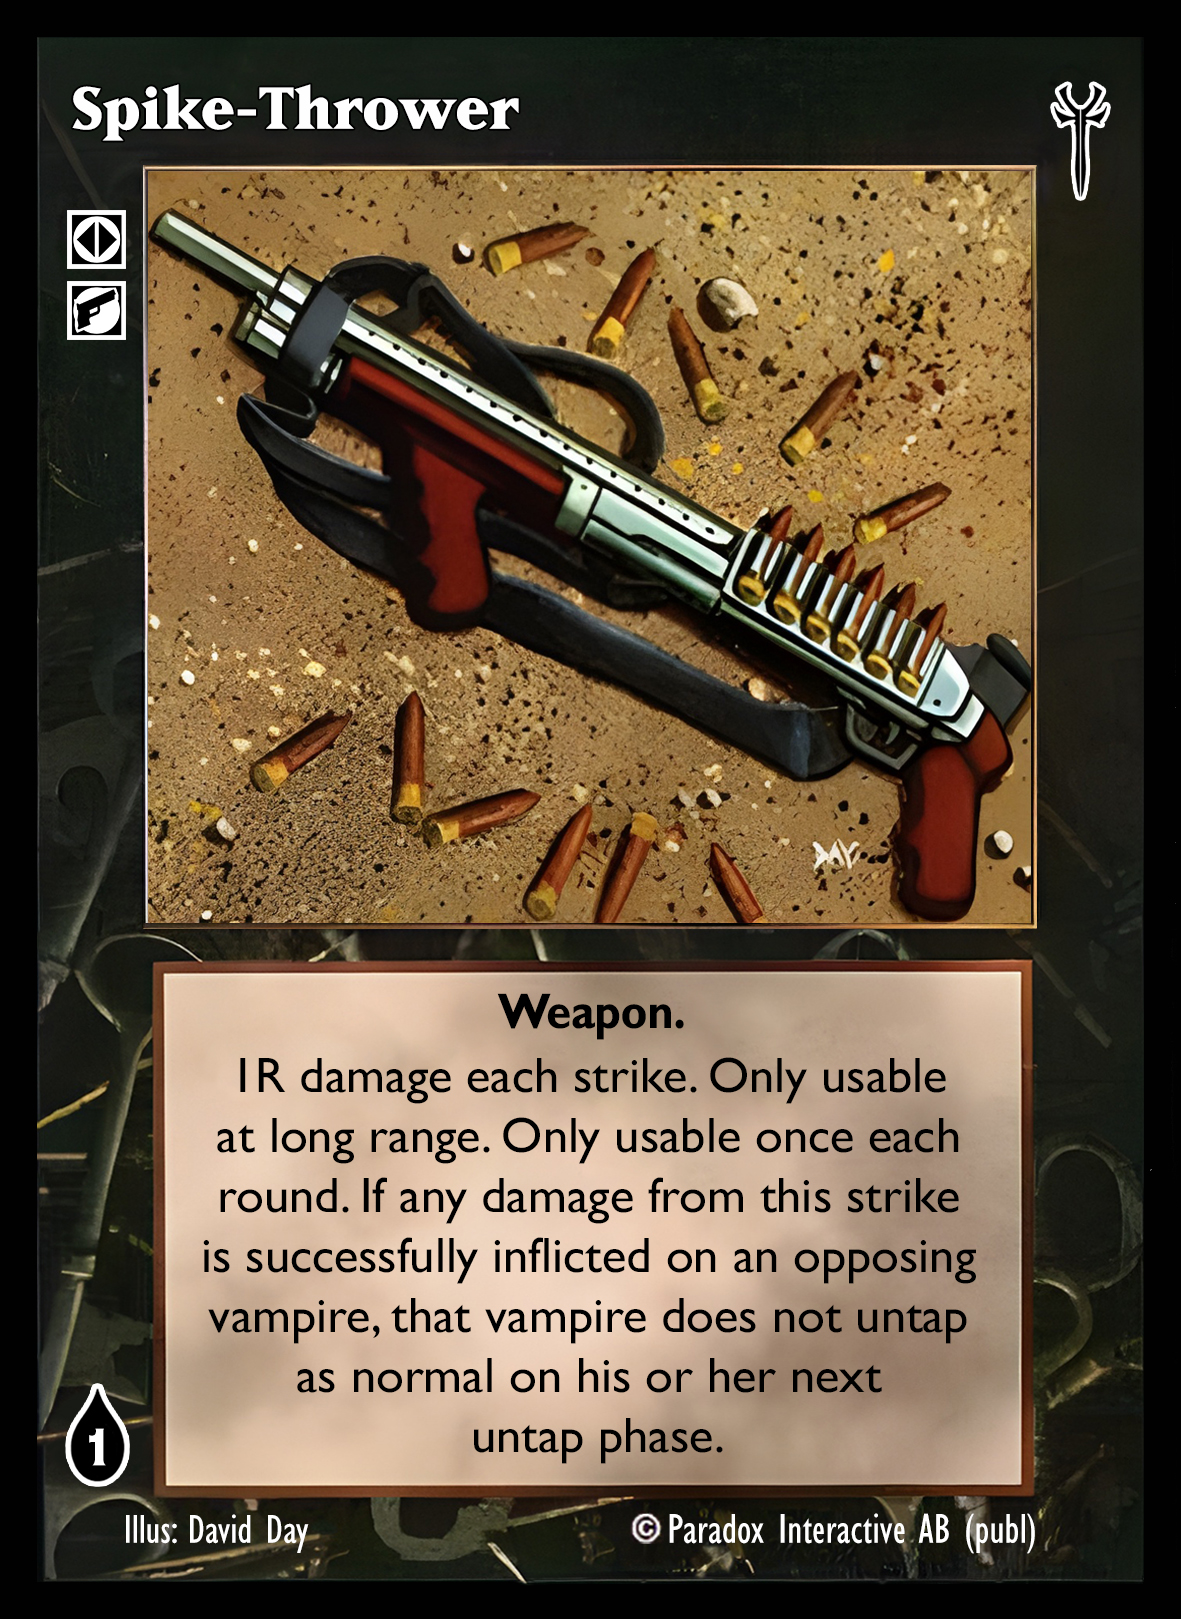 Spike-Thrower
F
Weapon.
1R damage each strike. Only usable
at long range. Only usable once each
round. If any damage from this strike
is successfully inflicted on an opposing
vampire, that vampire does not untap
as normal on his or her next
untap phase.
1
Illus: David Day
© Paradox Interactive AB (publ)